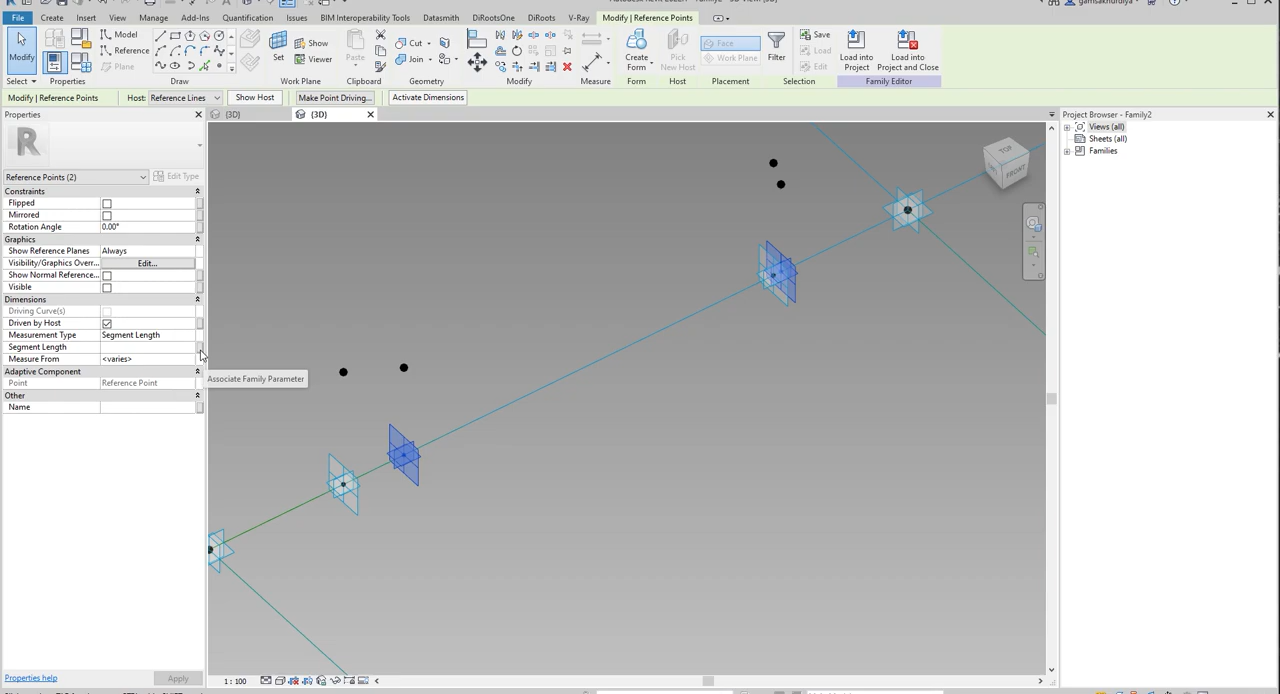 File Create Insert View Manage Add-Ins Quantification Issues BIM Interoperability Tools Datasmith DiRootsOne DiRoots V-Ray Modify | Reference Points
Modify
Model
Reference
Plane
Set
Show
Viewer
Paste
Cut
Join
Create Form
Pick New Host
Face
Work Plane
Filter
Save
Load
Edit
Load into Project
Load into Project and Close
Select Properties Draw Work Plane Clipboard Geometry Modify Measure Form Host Placement Selection Family Editor
Modify | Reference Points Host: Reference Lines Show Host Make Point Driving... Activate Dimensions
Properties
{3D}
{3D}
Project Browser - Family2
Views (all)
Sheets (all)
Families
TOP
FRONT
Reference Points (2) Edit Type
Constraints
Flipped
Mirrored
Rotation Angle 0.00°
Graphics
Show Reference Planes Always
Visibility/Graphics Overr... Edit...
Show Normal Reference...
Visible
Dimensions
Driving Curve(s)
Driven by Host
Measurement Type Segment Length
Segment Length
Measure From <varies>
Adaptive Component
Point Reference Point
Other
Name
Associate Family Parameter
Properties help Apply
1 : 100